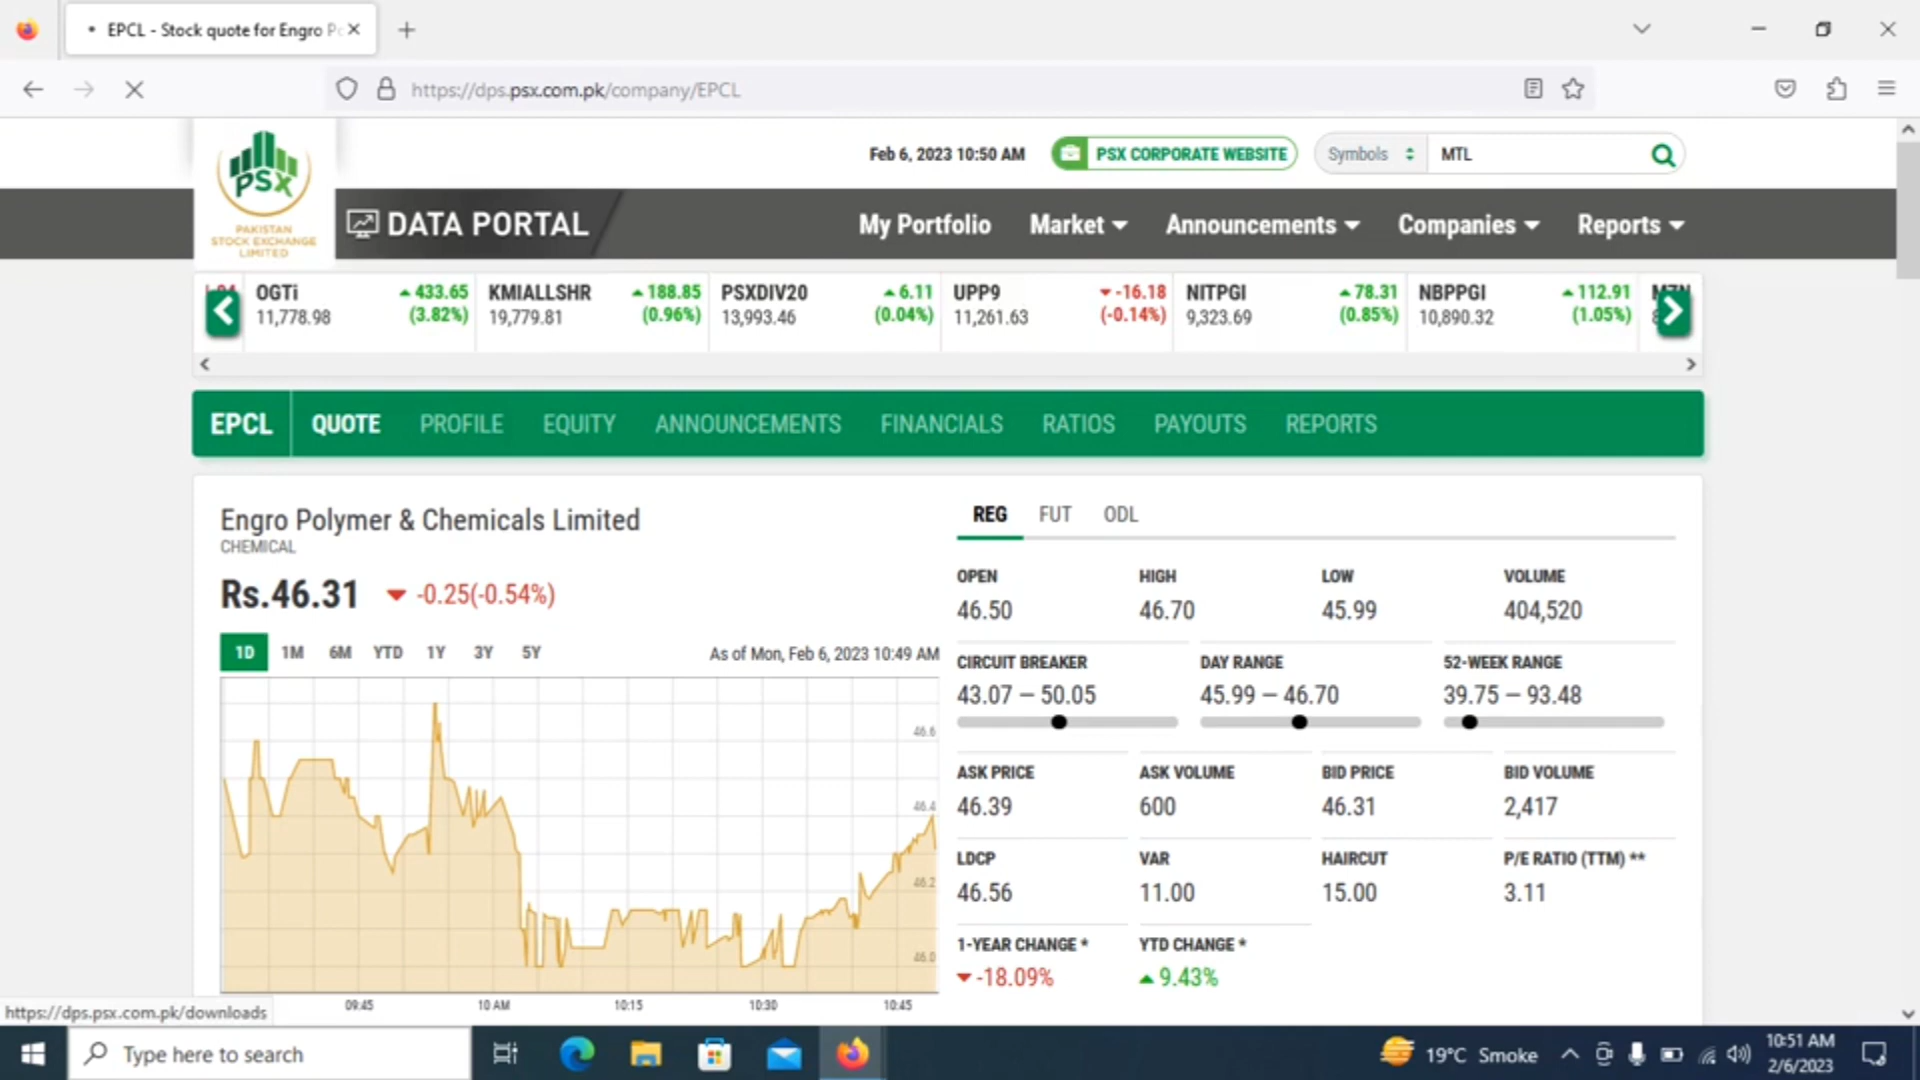 EPCL - Stock quote for Engro Po
https://dps.psx.com.pk/company/EPCL
PSX
PAKISTAN
STOCK EXCHANGE
LIMITED
Feb 6, 2023 10:50 AM
PSX CORPORATE WEBSITE
Symbols
MTL
DATA PORTAL
My Portfolio
Market
Announcements
Companies
Reports
OGTi 433.65
11,778.98 (3.82%)
KMIALLSHR 188.85
19,779.81 (0.96%)
PSXDIV20 6.11
13,993.46 (0.04%)
UPP9 -16.18
11,261.63 (-0.14%)
NITPGI 78.31
9,323.69 (0.85%)
NBPPGI 112.91
10,890.32 (1.05%)
EPCL QUOTE PROFILE EQUITY ANNOUNCEMENTS FINANCIALS RATIOS PAYOUTS REPORTS
Engro Polymer & Chemicals Limited
CHEMICAL
Rs.46.31 -0.25(-0.54%)
1D 1M 6M YTD 1Y 3Y 5Y
As of Mon, Feb 6, 2023 10:49 AM
46.6
46.4
46.2
46.0
09:45 10 AM 10:15 10:30 10:45
REG FUT ODL
OPEN HIGH LOW VOLUME
46.50 46.70 45.99 404,520
CIRCUIT BREAKER DAY RANGE 52-WEEK RANGE
43.07 — 50.05 45.99 — 46.70 39.75 — 93.48
ASK PRICE ASK VOLUME BID PRICE BID VOLUME
46.39 600 46.31 2,417
LDCP VAR HAIRCUT P/E RATIO (TTM) **
46.56 11.00 15.00 3.11
1-YEAR CHANGE * YTD CHANGE *
-18.09% 9.43%
https://dps.psx.com.pk/downloads
Type here to search
19°C Smoke
10:51 AM
2/6/2023